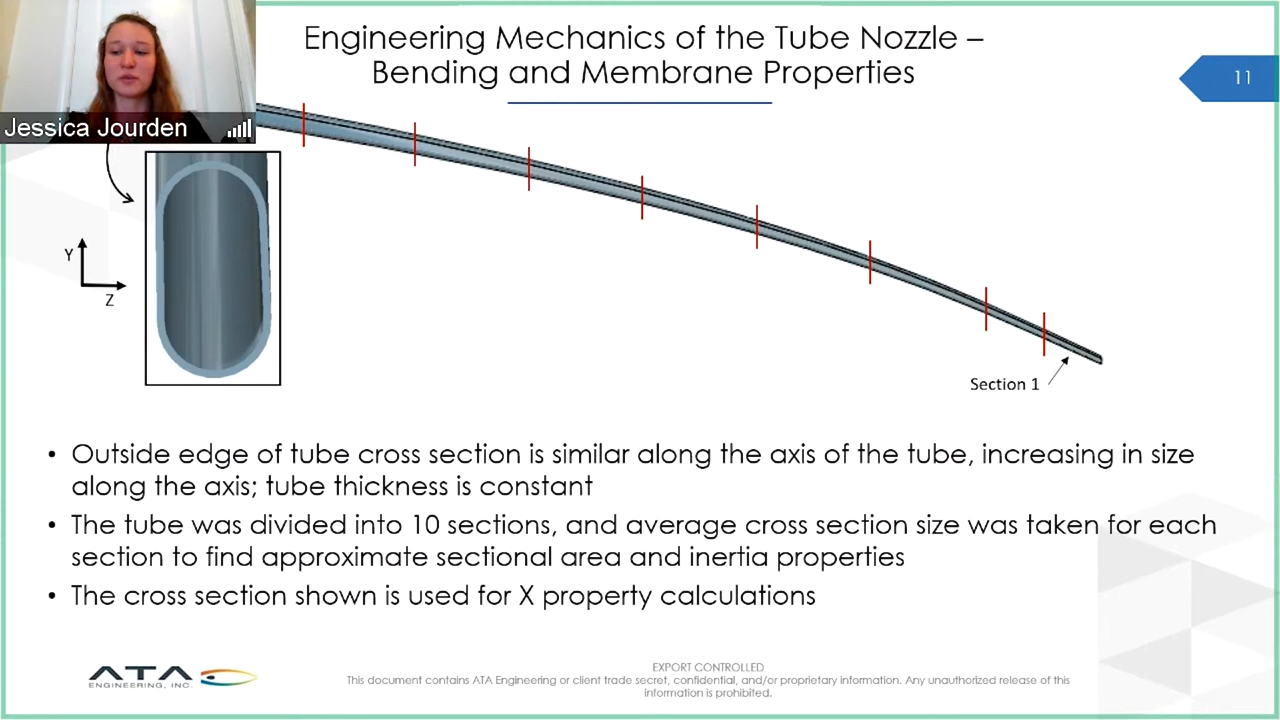 Engineering Mechanics of the Tube Nozzle –
Bending and Membrane Properties
11
Jessica Jourden
Y
Z
Section 1
• Outside edge of tube cross section is similar along the axis of the tube, increasing in size
along the axis; tube thickness is constant
• The tube was divided into 10 sections, and average cross section size was taken for each
section to find approximate sectional area and inertia properties
• The cross section shown is used for X property calculations
ATA
ENGINEERING, INC.
EXPORT CONTROLLED
This document contains ATA Engineering or client trade secret, confidential, and/or proprietary information. Any unauthorized release of this
information is prohibited.